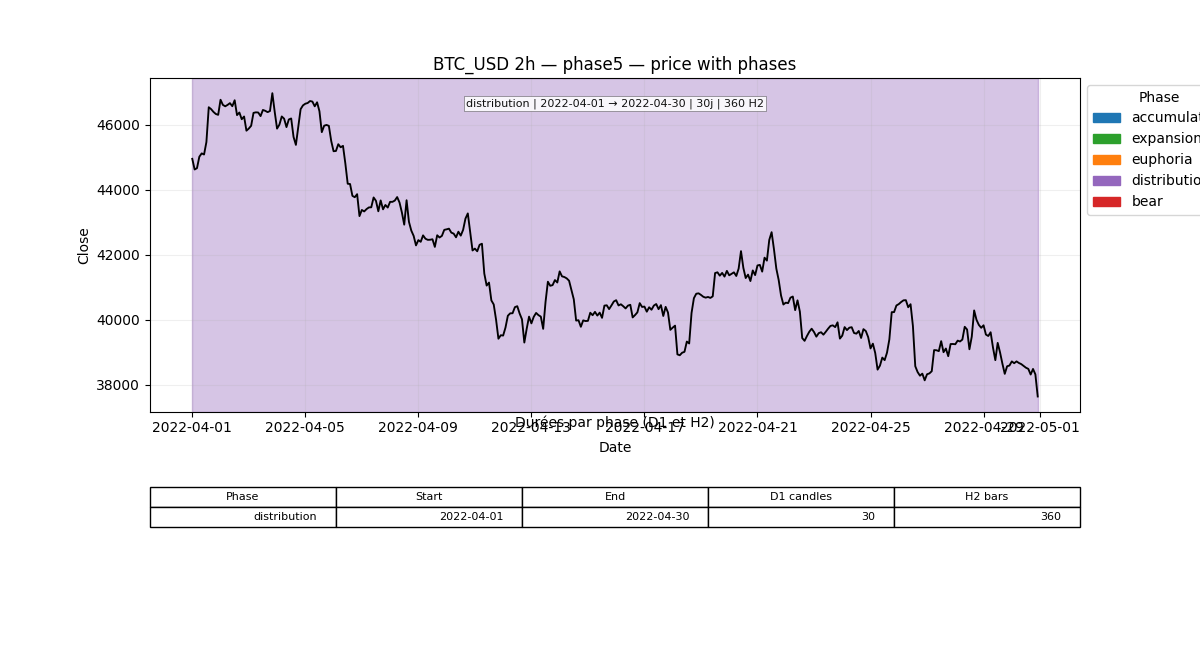 BTC_USD 2h — phase5 — price with phases
distribution | 2022-04-01 → 2022-04-30 | 30j | 360 H2
Phase
accumulat
expansion
euphoria
distributio
bear
Close
46000
44000
42000
40000
38000
Durées par phase (D1 et H2)
2022-04-01 2022-04-05 2022-04-09 2022-04-13 2022-04-17 2022-04-21 2022-04-25 2022-04-29 2022-05-01
Date
Phase Start End D1 candles H2 bars
distribution 2022-04-01 2022-04-30 30 360